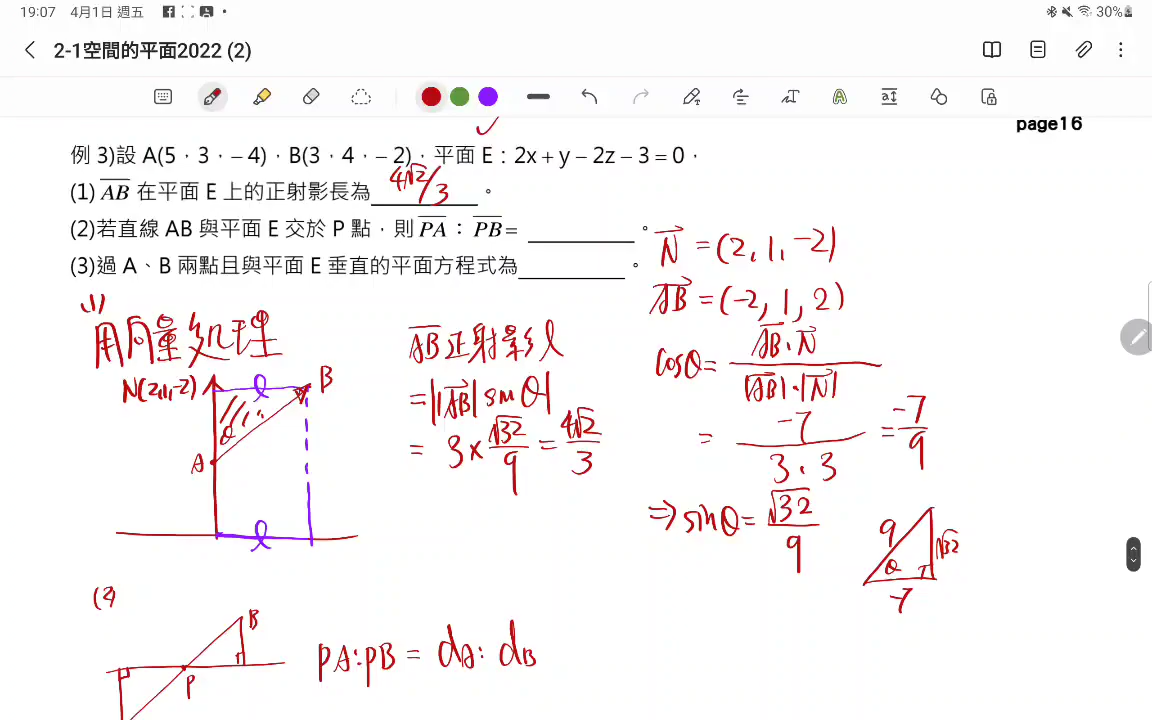 19:07 4月1日 週五 30%
2-1空間的平面2022 (2)
page16
例 3)設 A(5，3，−4)，B(3，4，−2)，平面 E：2x＋y−2z−3＝0，
(1) AB 在平面 E 上的正射影長為 4√2/3 。
(2)若直線 AB 與平面 E 交於 P 點，則 PA：PB＝ 。
(3)過 A、B 兩點且與平面 E 垂直的平面方程式為 。
N = (2, 1, -2)
AB = (-2, 1, 2)
cosθ = AB·N / |AB|·|N|
= -7 / 3·3 = -7/9
⇒ sinθ = √32 / 9
9
√32
θ
-7
(1)
用向量處理
N(2,1,-2)
ℓ
B
θ
A
ℓ
AB正射影長ℓ
= ||AB| sinθ|
= 3 × √32/9 = 4√2/3
(2)
B
P
PA:PB = dA: dB